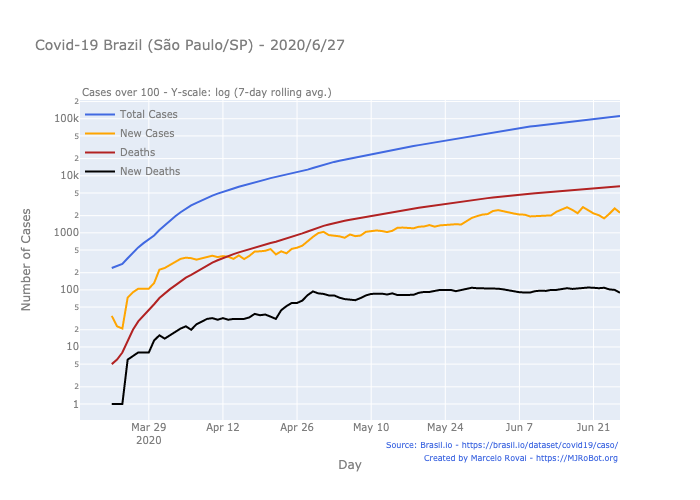 Covid-19 Brazil (São Paulo/SP) - 2020/6/27
Cases over 100 - Y-scale: log (7-day rolling avg.)
Total Cases
New Cases
Deaths
New Deaths
Number of Cases
2
100k
5
2
10k
5
2
1000
5
2
100
5
2
10
5
2
1
Mar 29
2020
Apr 12
Apr 26
May 10
May 24
Jun 7
Jun 21
Source: Brasil.io - https://brasil.io/dataset/covid19/caso/
Created by Marcelo Rovai - https://MJRoBot.org
Day